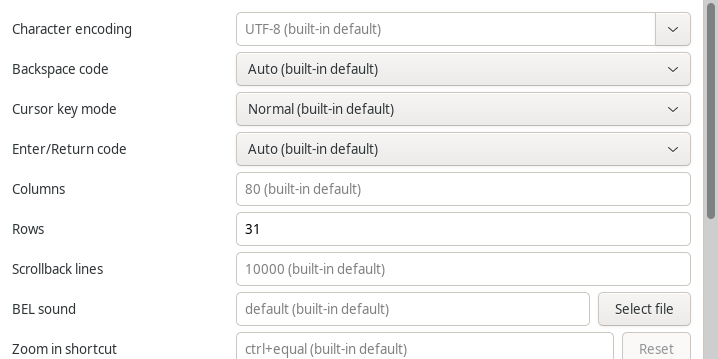 Character encoding UTF-8 (built-in default)
Backspace code Auto (built-in default)
Cursor key mode Normal (built-in default)
Enter/Return code Auto (built-in default)
Columns 80 (built-in default)
Rows 31
Scrollback lines 10000 (built-in default)
BEL sound default (built-in default) Select file
Zoom in shortcut ctrl+equal (built-in default) Reset